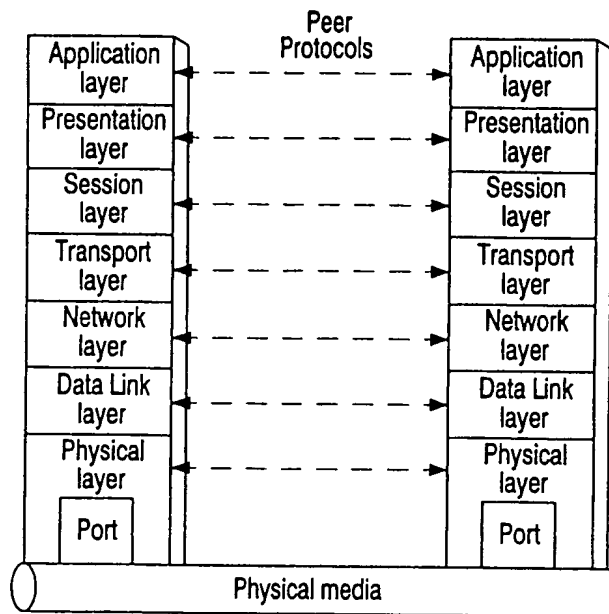 Peer
Protocols
Application
layer
Application
layer
Presentation
layer
Presentation
layer
Session
layer
Session
layer
Transport
layer
Transport
layer
Network
layer
Network
layer
Data Link
layer
Data Link
layer
Physical
layer
Physical
layer
Port
Port
Physical media